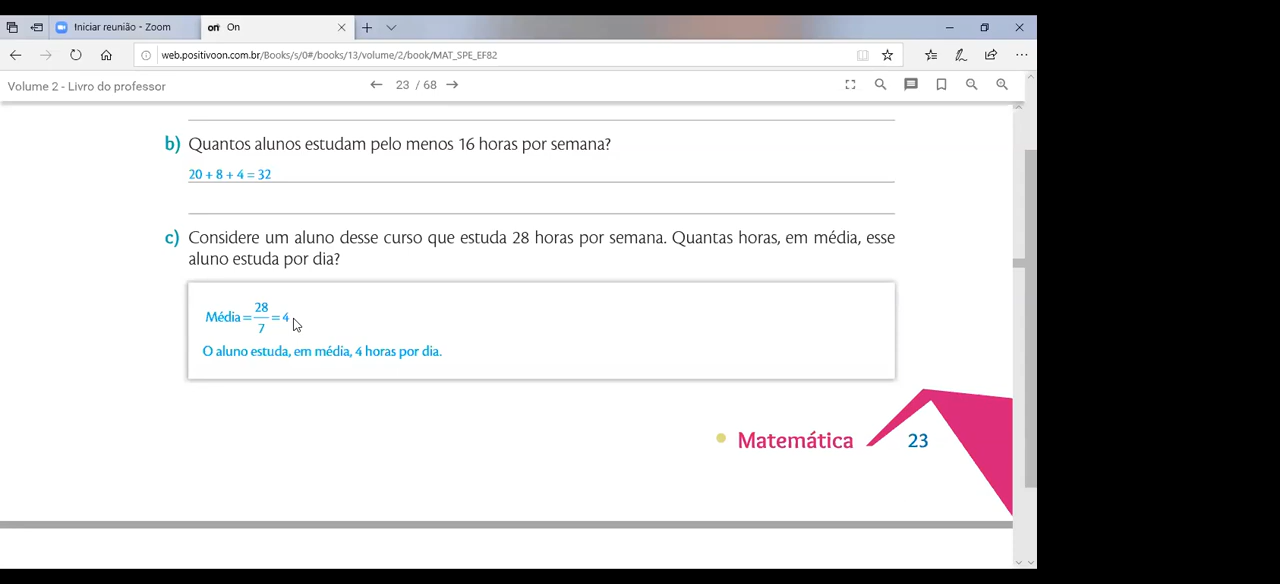 Iniciar reunião - Zoom
On On
web.positivoon.com.br/Books/s/0#/books/13/volume/2/book/MAT_SPE_EF82
Volume 2 - Livro do professor
23 / 68
b) Quantos alunos estudam pelo menos 16 horas por semana?
20 + 8 + 4 = 32
c) Considere um aluno desse curso que estuda 28 horas por semana. Quantas horas, em média, esse
aluno estuda por dia?
Média = 28/7 = 4
O aluno estuda, em média, 4 horas por dia.
Matemática 23